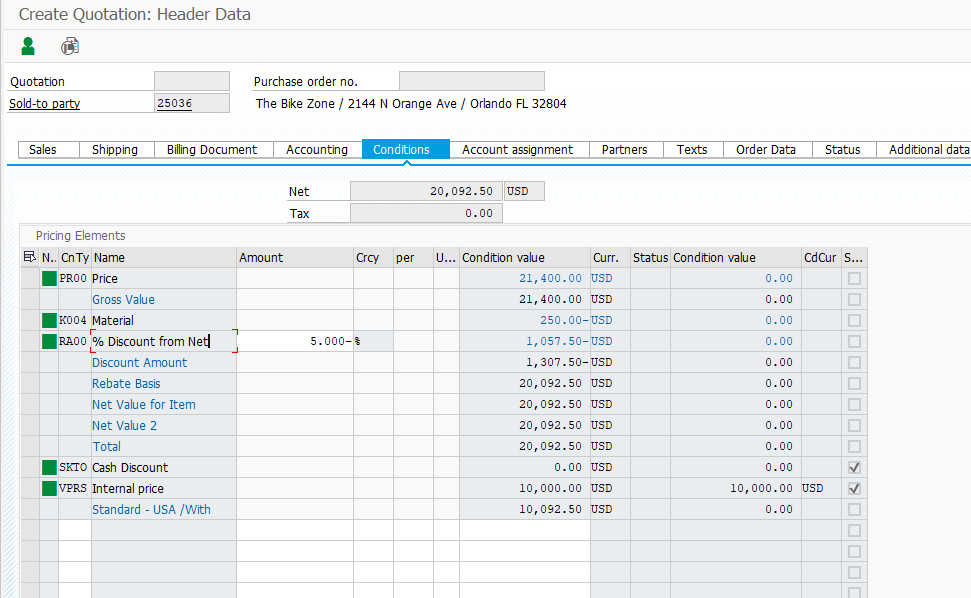 Create Quotation: Header Data
Quotation Purchase order no.
Sold-to party 25036 The Bike Zone / 2144 N Orange Ave / Orlando FL 32804
Sales Shipping Billing Document Accounting Conditions Account assignment Partners Texts Order Data Status Additional data
Net 20,092.50 USD
Tax 0.00
Pricing Elements
N.. CnTy Name Amount Crcy per U... Condition value Curr. Status Condition value CdCur S...
PR00 Price 21,400.00 USD 0.00
Gross Value 21,400.00 USD 0.00
K004 Material 250.00- USD 0.00
RA00 % Discount from Net 5.000- % 1,057.50- USD 0.00
Discount Amount 1,307.50- USD 0.00
Rebate Basis 20,092.50 USD 0.00
Net Value for Item 20,092.50 USD 0.00
Net Value 2 20,092.50 USD 0.00
Total 20,092.50 USD 0.00
SKTO Cash Discount 0.00 USD 0.00
VPRS Internal price 10,000.00 USD 10,000.00 USD
Standard - USA /With 10,092.50 USD 0.00